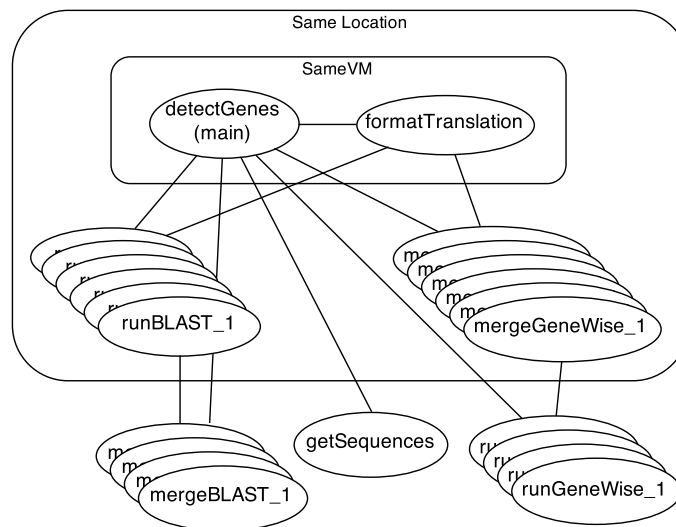 Same Location
SameVM
detectGenes
(main)
formatTranslation
runBLAST_1
mergeGeneWise_1
getSequences
mergeBLAST_1
runGeneWise_1